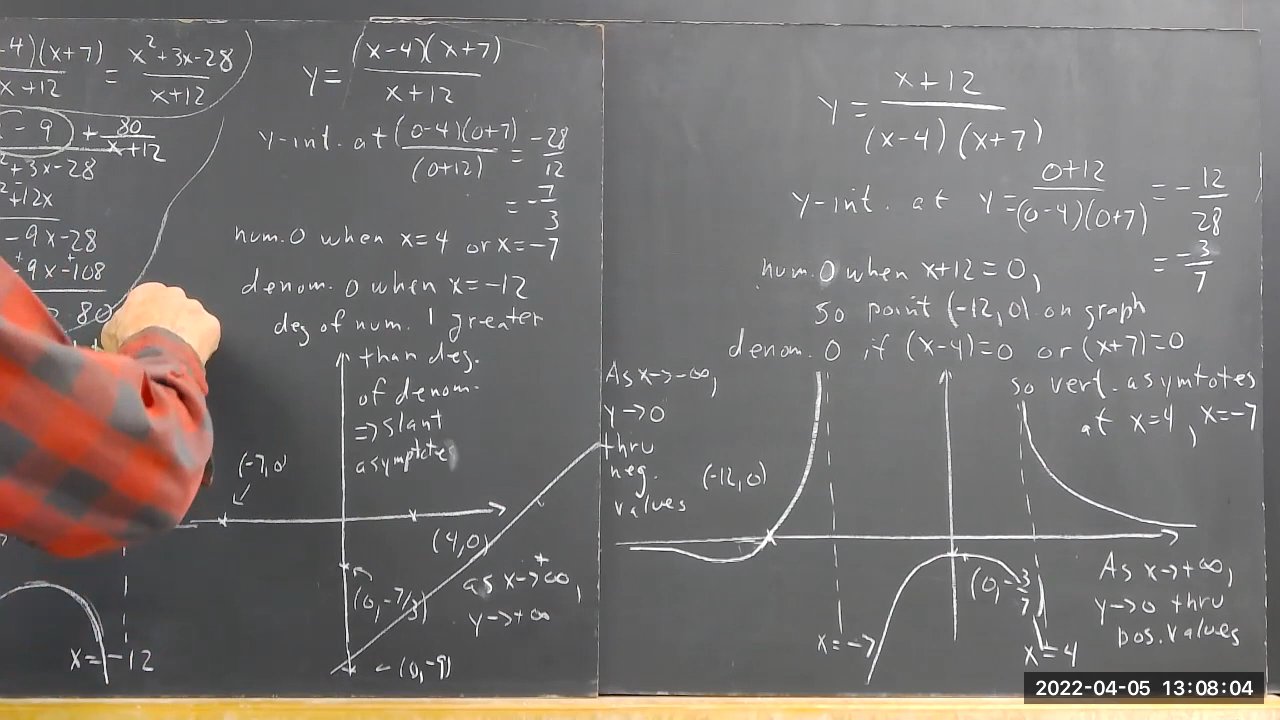 -4)(x+7) / x+12 = x²+3x-28 / x+12
- 9 + 80 / x+12
²+3x-28
²+12x
-9x-28
-9x-108
80
y = (x-4)(x+7) / x+12
y-int. at (0-4)(0+7) / (0+12) = -28 / 12
= -7/3
num. 0 when x=4 or x=-7
denom. 0 when x=-12
deg of num. 1 greater
than deg.
of denom.
=> slant
asymptotes
(-7, 0
(4,0)
(0,-7/3)
(0,-9)
as x->+∞,
y->+∞
x=-12
y = x+12 / (x-4)(x+7)
y-int. at y = 0+12 / (0-4)(0+7) = -12/28
= -3/7
num. 0 when x+12=0,
so point (-12,0) on graph
denom. 0 if (x-4)=0 or (x+7)=0
so vert. asymtotes
at x=4, x=-7
As x->-∞,
y->0
thru
neg.
values
(-12,0)
(0,-3/7)
x=-7
x=4
As x->+∞,
y->0 thru
pos. values
2022-04-05 13:08:04